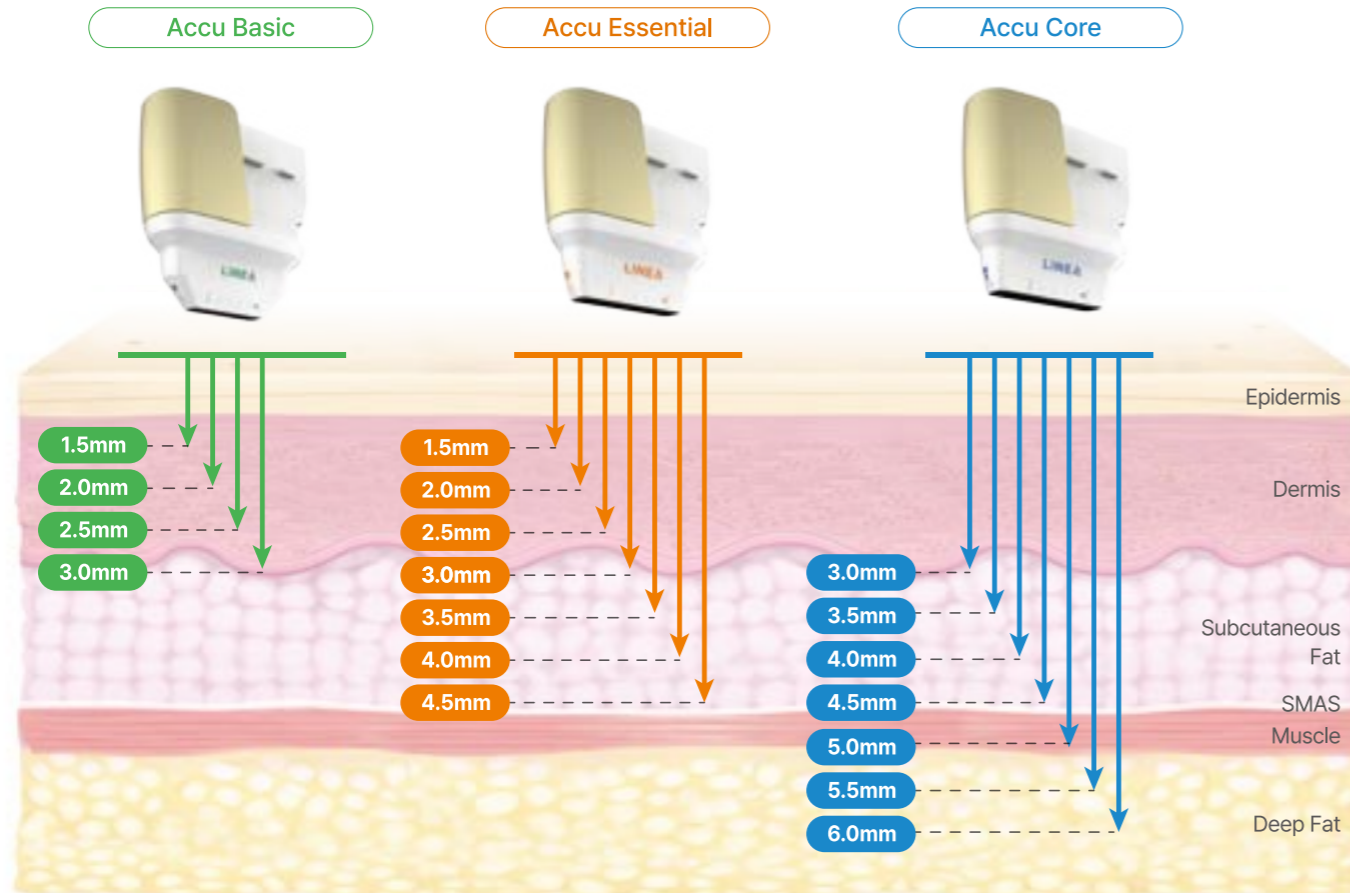 Accu Basic
Accu Essential
Accu Core
LINEA
LINEA
LINEA
Epidermis
Dermis
Subcutaneous
Fat
SMAS
Muscle
Deep Fat
1.5mm
2.0mm
2.5mm
3.0mm
1.5mm
2.0mm
2.5mm
3.0mm
3.5mm
4.0mm
4.5mm
3.0mm
3.5mm
4.0mm
4.5mm
5.0mm
5.5mm
6.0mm